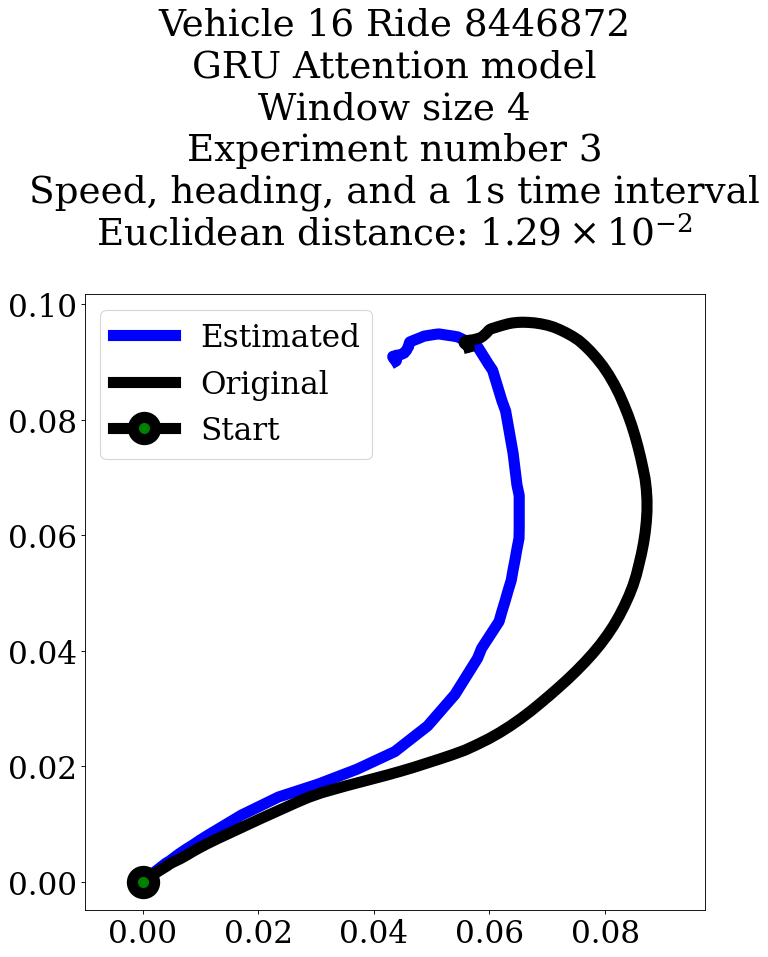 Vehicle 16 Ride 8446872
GRU Attention model
Window size 4
Experiment number 3
Speed, heading, and a 1s time interval
Euclidean distance: 1.29 × 10⁻²
Estimated
Original
Start
0.10
0.08
0.06
0.04
0.02
0.00
0.00 0.02 0.04 0.06 0.08